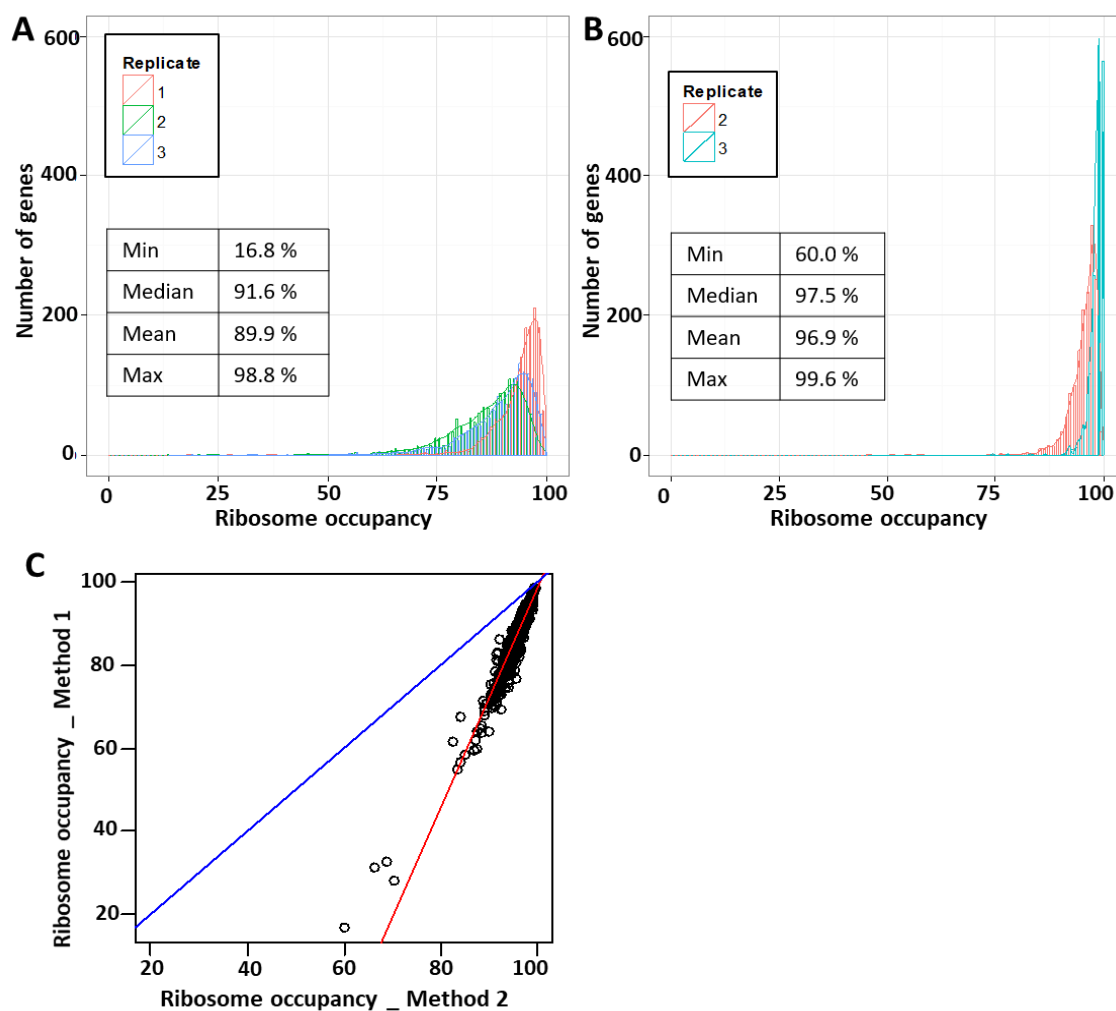 A
Number of genes
600
400
200
0
Replicate
1
2
3
Min 16.8 %
Median 91.6 %
Mean 89.9 %
Max 98.8 %
0 25 50 75 100
Ribosome occupancy
B
Number of genes
600
400
200
0
Replicate
2
3
Min 60.0 %
Median 97.5 %
Mean 96.9 %
Max 99.6 %
0 25 50 75 100
Ribosome occupancy
C
Ribosome occupancy _ Method 1
100
80
60
40
20
20 40 60 80 100
Ribosome occupancy _ Method 2